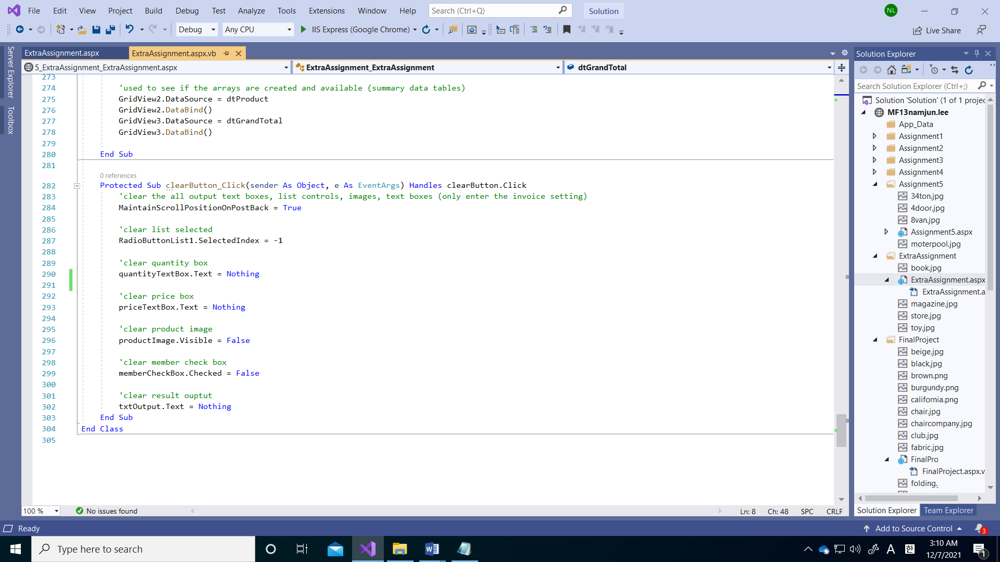 File Edit View Project Build Debug Test Analyze Tools Extensions Window Help Search (Ctrl+Q) Solution NL
Debug Any CPU IIS Express (Google Chrome) Live Share
Server Explorer
Toolbox
ExtraAssignment.aspx ExtraAssignment.aspx.vb
5_ExtraAssignment_ExtraAssignment.aspx ExtraAssignment_ExtraAssignment dtGrandTotal
273
274 'used to see if the arrays are created and available (summary data tables)
275 GridView2.DataSource = dtProduct
276 GridView2.DataBind()
277 GridView3.DataSource = dtGrandTotal
278 GridView3.DataBind()
279
280 End Sub
281
0 references
282 Protected Sub clearButton_Click(sender As Object, e As EventArgs) Handles clearButton.Click
283 'clear the all output text boxes, list controls, images, text boxes (only enter the invoice setting)
284 MaintainScrollPositionOnPostBack = True
285
286 'clear list selected
287 RadioButtonList1.SelectedIndex = -1
288
289 'clear quantity box
290 quantityTextBox.Text = Nothing
291
292 'clear price box
293 priceTextBox.Text = Nothing
294
295 'clear product image
296 productImage.Visible = False
297
298 'clear member check box
299 memberCheckBox.Checked = False
300
301 'clear result ouptut
302 txtOutput.Text = Nothing
303 End Sub
304 End Class
305
100 % No issues found Ln: 8 Ch: 48 SPC CRLF
Solution Explorer
Search Solution Explorer (Ctrl+;)
Solution 'Solution' (1 of 1 projec
MF13namjun.lee
App_Data
Assignment1
Assignment2
Assignment3
Assignment4
Assignment5
34ton.jpg
4door.jpg
8van.jpg
Assignment5.aspx
moterpool.jpg
ExtraAssignment
book.jpg
ExtraAssignment.aspx
ExtraAssignment.a
magazine.jpg
store.jpg
toy.jpg
FinalProject
beige.jpg
black.jpg
brown.png
burgundy.png
california.png
chair.jpg
chaircompany.jpg
club.jpg
fabric.jpg
FinalPro
FinalProject.aspx.v
folding.
Solution Explorer Team Explorer
Ready Add to Source Control 3
Type here to search A 한 3:10 AM
12/7/2021 1